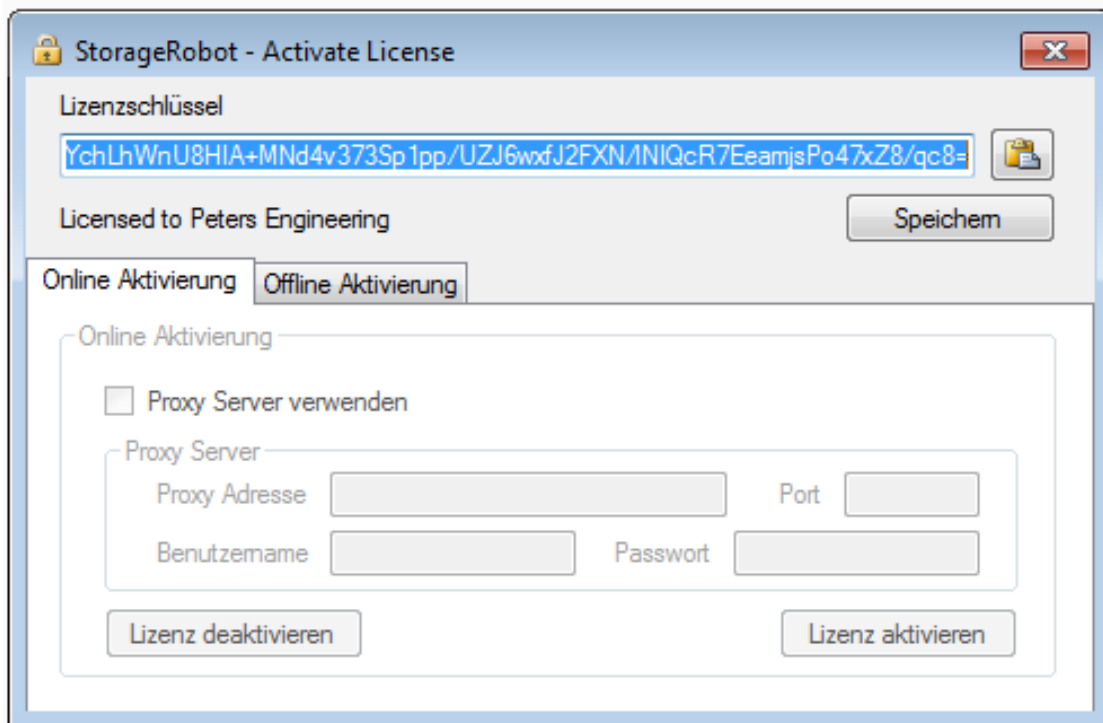 StorageRobot - Activate License
Lizenzschlüssel
YchLhWnU8HIA+MNd4v373Sp1pp/UZJ6wxfJ2FXN/INIQcR7EeamjsPo47xZ8/qc8=
Licensed to Peters Engineering
Speichern
Online Aktivierung
Offline Aktivierung
Online Aktivierung
Proxy Server verwenden
Proxy Server
Proxy Adresse
Port
Benutzername
Passwort
Lizenz deaktivieren
Lizenz aktivieren